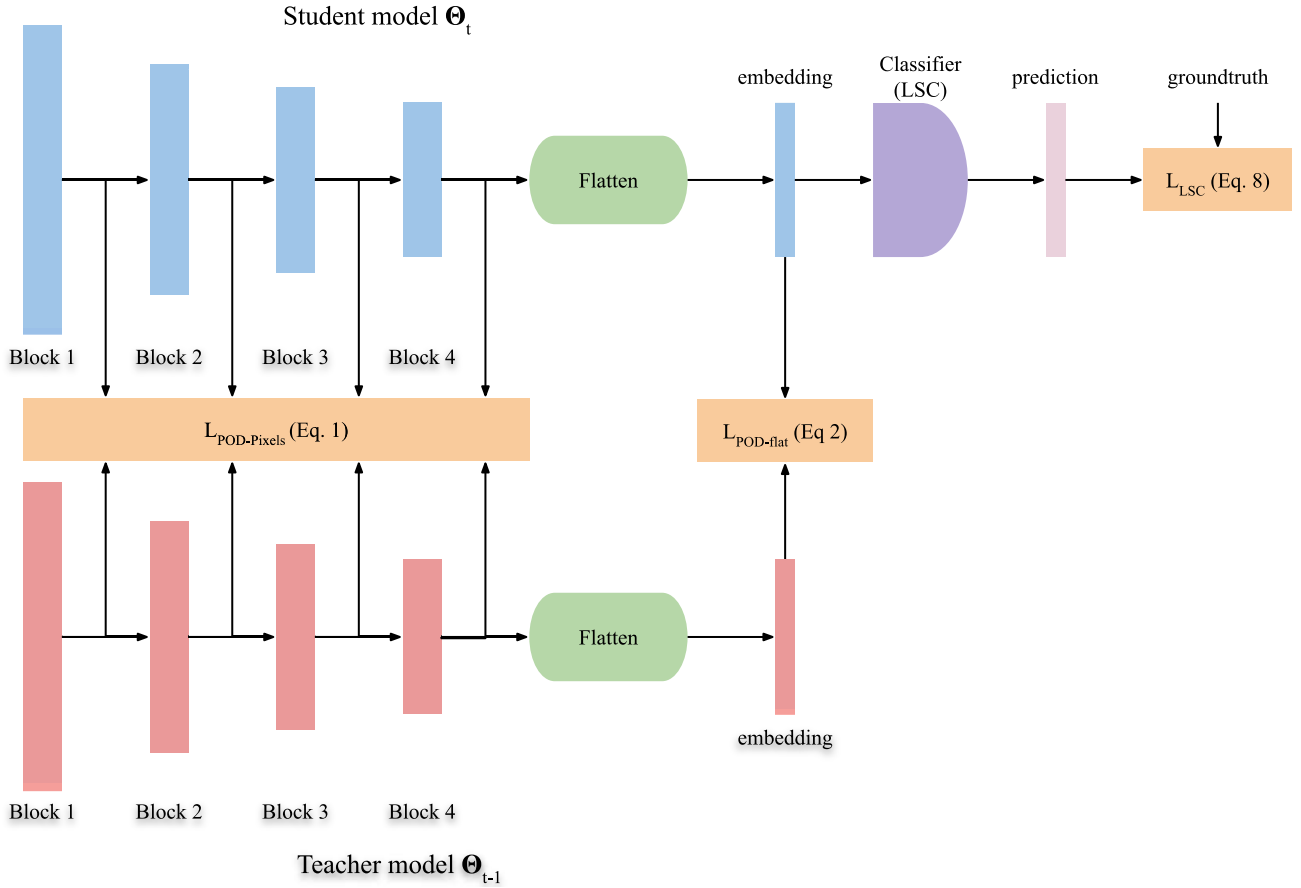 Student model Θt
embedding
Classifier
(LSC)
prediction
groundtruth
Flatten
LLSC (Eq. 8)
Block 1
Block 2
Block 3
Block 4
LPOD-Pixels (Eq. 1)
LPOD-flat (Eq 2)
Flatten
embedding
Block 1
Block 2
Block 3
Block 4
Teacher model Θt-1